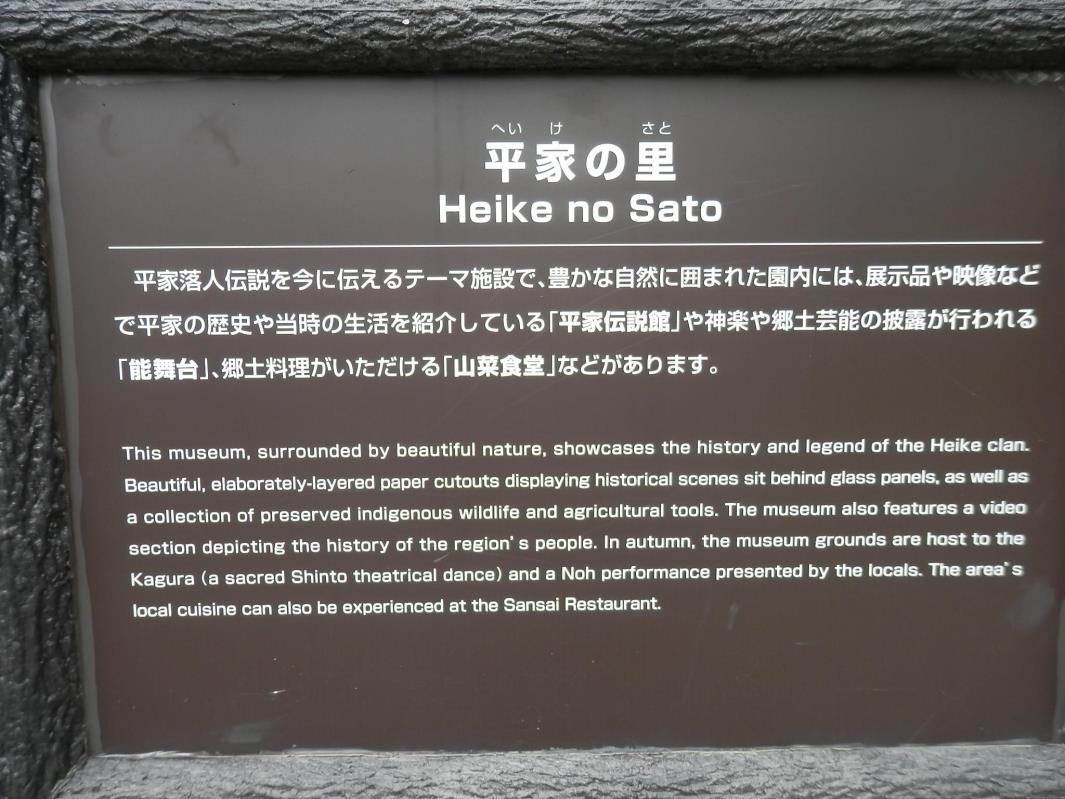 へいけ さと
平家の里
Heike no Sato
平家落人伝説を今に伝えるテーマ施設で、豊かな自然に囲まれた園内には、展示品や映像など
で平家の歴史や当時の生活を紹介している「平家伝説館」や神楽や郷土芸能の披露が行われる
「能舞台」、郷土料理がいただける「山菜食堂」などがあります。
This museum, surrounded by beautiful nature, showcases the history and legend of the Heike clan.
Beautiful, elaborately-layered paper cutouts displaying historical scenes sit behind glass panels, as well as
a collection of preserved indigenous wildlife and agricultural tools. The museum also features a video
section depicting the history of the region's people. In autumn, the museum grounds are host to the
Kagura (a sacred Shinto theatrical dance) and a Noh performance presented by the locals. The area's
local cuisine can also be experienced at the Sansai Restaurant.